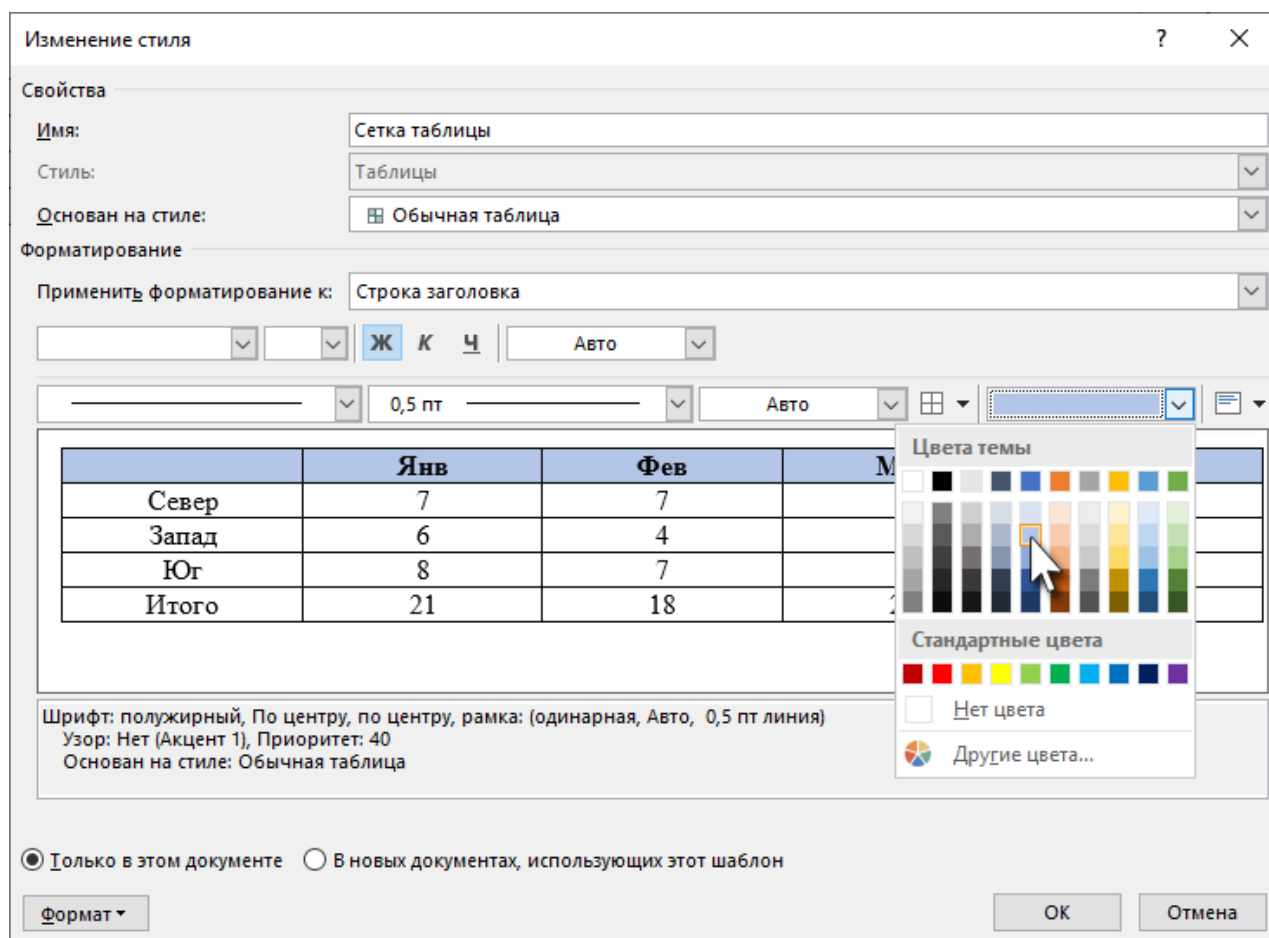 Изменение стиля ?
Свойства
Имя: Сетка таблицы
Стиль: Таблицы
Основан на стиле: Обычная таблица
Форматирование
Применить форматирование к: Строка заголовка
Ж К Ч Авто
0,5 пт Авто
Янв Фев М
Север 7 7
Запад 6 4
Юг 8 7
Итого 21 18
Цвета темы
Стандартные цвета
Нет цвета
Другие цвета...
Шрифт: полужирный, По центру, по центру, рамка: (одинарная, Авто, 0,5 пт линия)
Узор: Нет (Акцент 1), Приоритет: 40
Основан на стиле: Обычная таблица
Только в этом документе В новых документах, использующих этот шаблон
Формат ОК Отмена